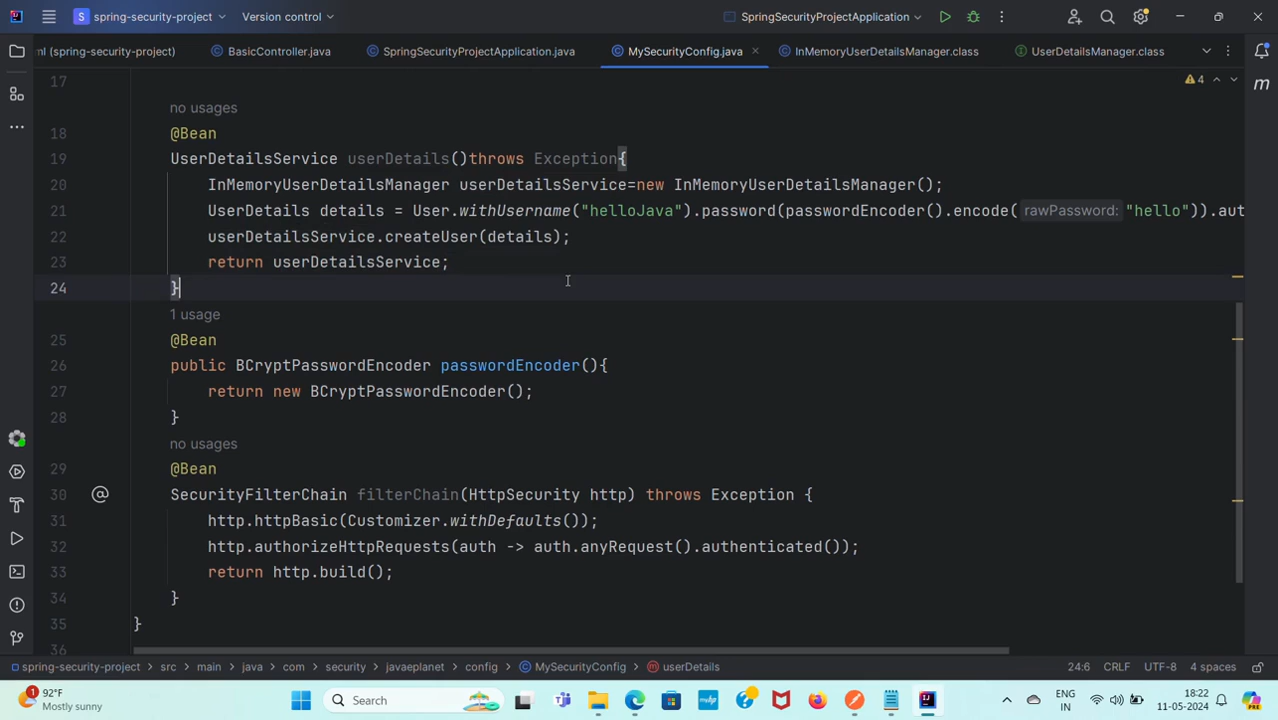 spring-security-project
Version control
SpringSecurityProjectApplication
ml (spring-security-project)
BasicController.java
SpringSecurityProjectApplication.java
MySecurityConfig.java
InMemoryUserDetailsManager.class
UserDetailsManager.class
17
4
no usages
18 @Bean
19 UserDetailsService userDetails()throws Exception{
20 InMemoryUserDetailsManager userDetailsService=new InMemoryUserDetailsManager();
21 UserDetails details = User.withUsername("helloJava").password(passwordEncoder().encode( rawPassword: "hello")).aut
22 userDetailsService.createUser(details);
23 return userDetailsService;
24 }
1 usage
25 @Bean
26 public BCryptPasswordEncoder passwordEncoder(){
27 return new BCryptPasswordEncoder();
28 }
no usages
29 @Bean
30 SecurityFilterChain filterChain(HttpSecurity http) throws Exception {
31 http.httpBasic(Customizer.withDefaults());
32 http.authorizeHttpRequests(auth -> auth.anyRequest().authenticated());
33 return http.build();
34 }
35 }
36
spring-security-project > src > main > java > com > security > javaeplanet > config > MySecurityConfig > userDetails
24:6 CRLF UTF-8 4 spaces
1
92°F
Mostly sunny
Search
ENG
IN
18:22
11-05-2024